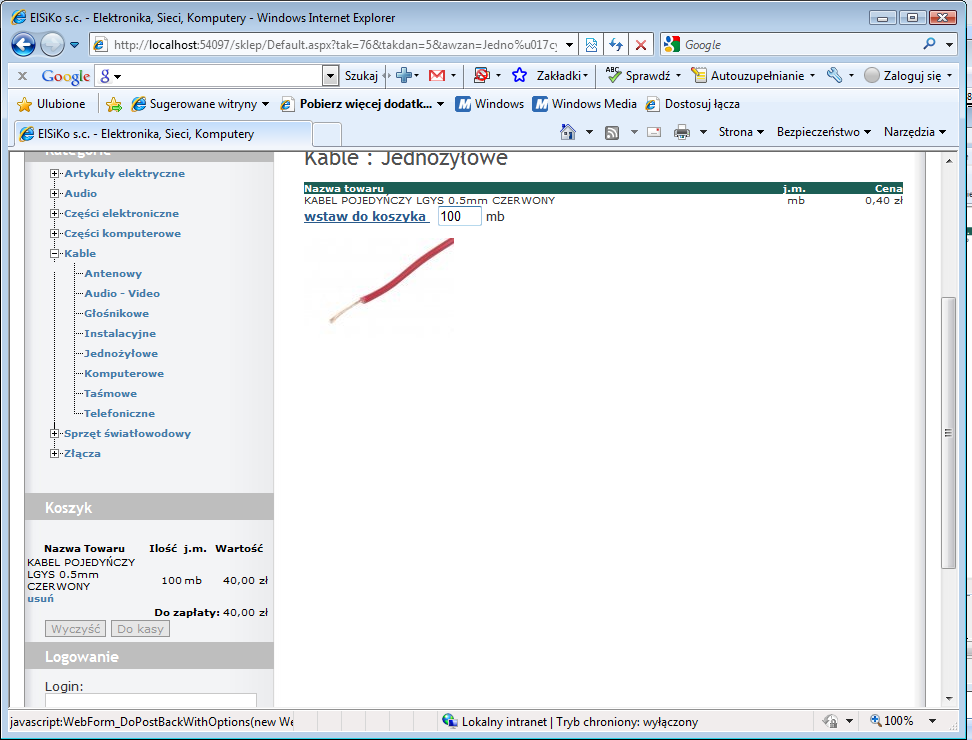 ElSiKo s.c. - Elektronika, Sieci, Komputery - Windows Internet Explorer
http://localhost:54097/sklep/Default.aspx?tak=76&takdan=5&awzan=Jedno%u017cy
Google
Google g Szukaj Zakładki Sprawdź Autouzupełnianie Zaloguj się
Ulubione Sugerowane witryny Pobierz więcej dodatk... Windows Windows Media Dostosuj łącza
ElSiKo s.c. - Elektronika, Sieci, Komputery Strona Bezpieczeństwo Narzędzia
Kategorie
Artykuły elektryczne
Audio
Części elektroniczne
Części komputerowe
Kable
Antenowy
Audio - Video
Głośnikowe
Instalacyjne
Jednożyłowe
Komputerowe
Taśmowe
Telefoniczne
Sprzęt światłowodowy
Złącza
Kable : Jednożyłowe
Nazwa towaru j.m. Cena
KABEL POJEDYŃCZY LGYS 0.5mm CZERWONY mb 0,40 zł
wstaw do koszyka 100 mb
Koszyk
Nazwa Towaru Ilość j.m. Wartość
KABEL POJEDYŃCZY
LGYS 0.5mm
CZERWONY 100 mb 40,00 zł
usuń
Do zapłaty: 40,00 zł
Wyczyść Do kasy
Logowanie
Login:
javascript:WebForm_DoPostBackWithOptions(new We Lokalny intranet | Tryb chroniony: wyłączony 100%